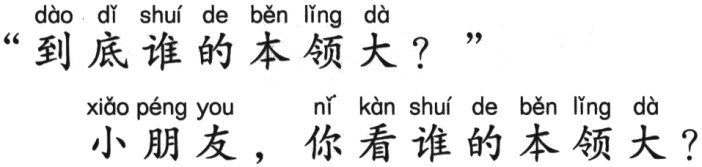 dào dǐ shuí de běn lǐng dà
“到底谁的本领大？”
xiǎo péng you nǐ kàn shuí de běn lǐng dà
小朋友，你看谁的本领大？